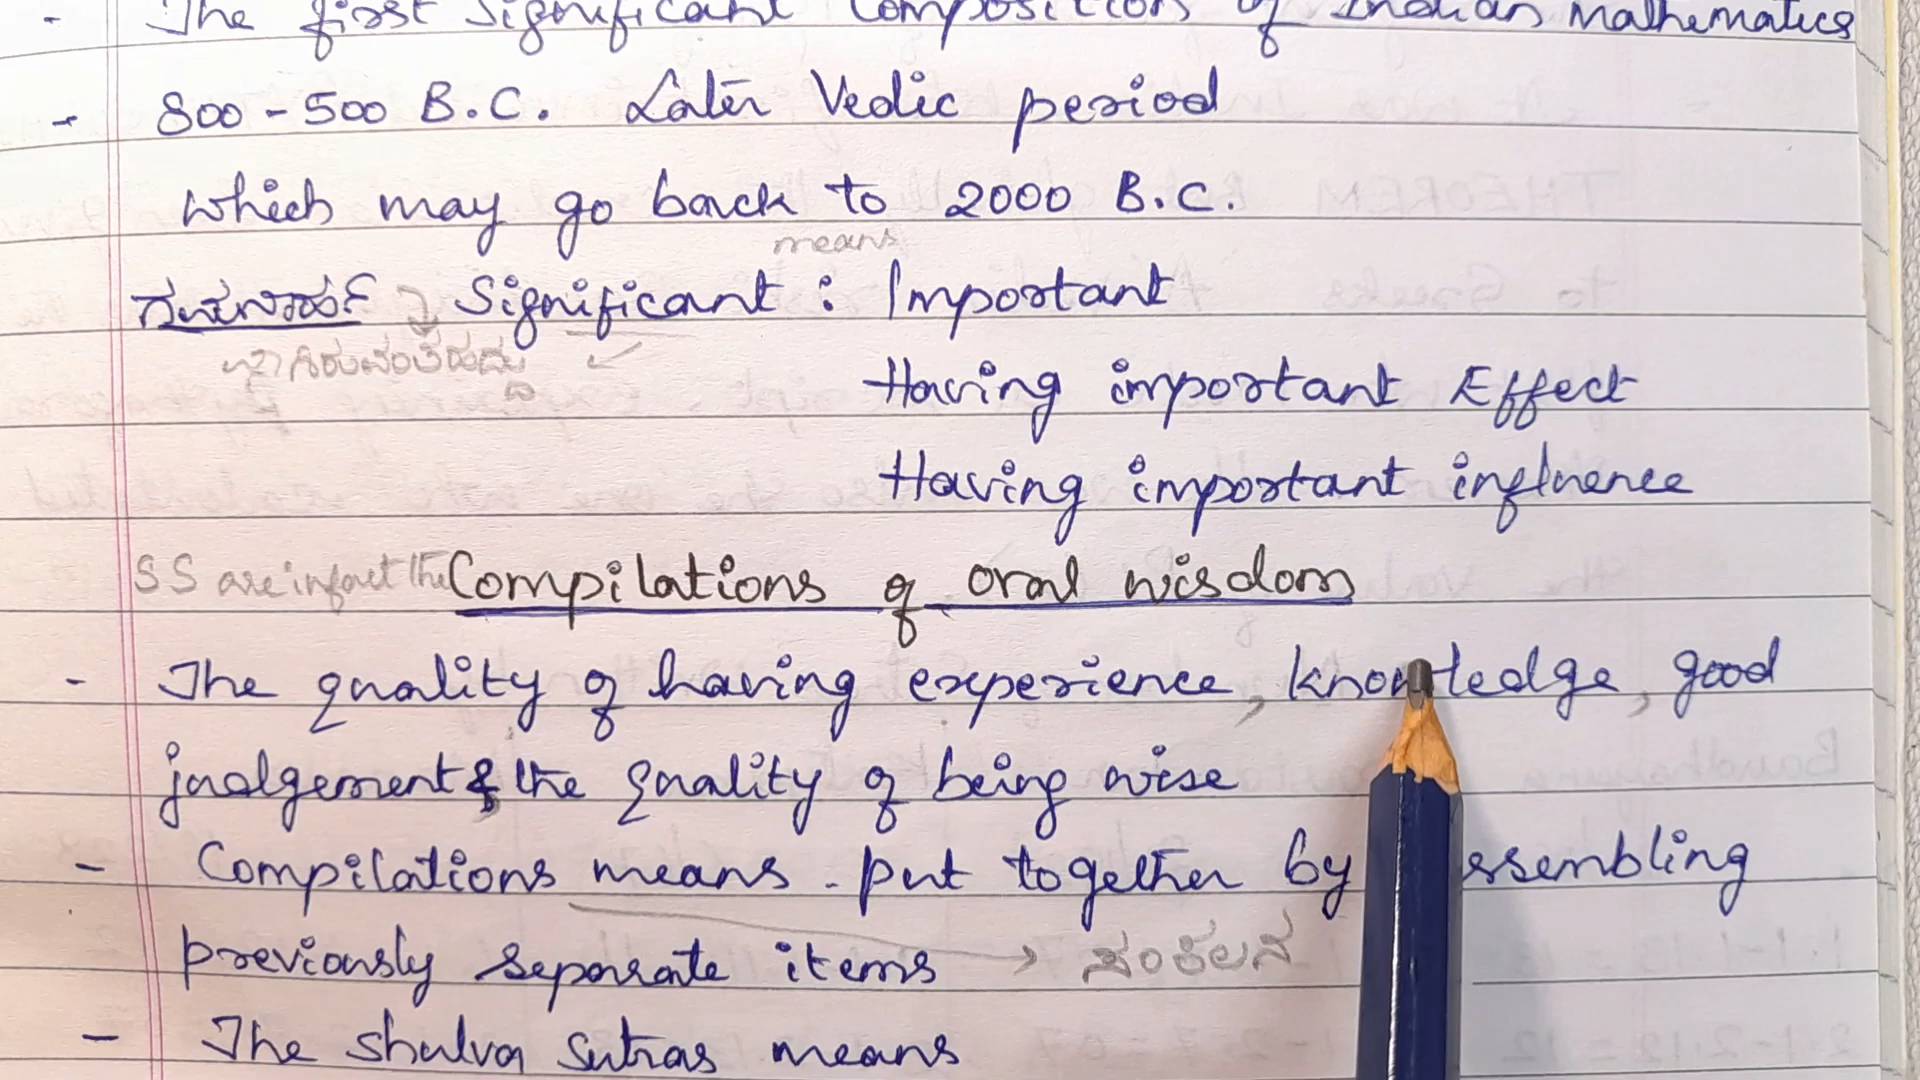 - The first Significant Composition of Indian Mathematics
- 800-500 B.C. Later Vedic period
which may go back to 2000 B.C.
means
Significant : Important
Having important Effect
Having important influence
SS are infact the Compilations of oral wisdom
- The quality of having experience, knowledge, good
judgement & the quality of being wise
- Compilations means - put together by ssembling
previously separate items → ಸಂಕಲನ
- The shulva sutras means